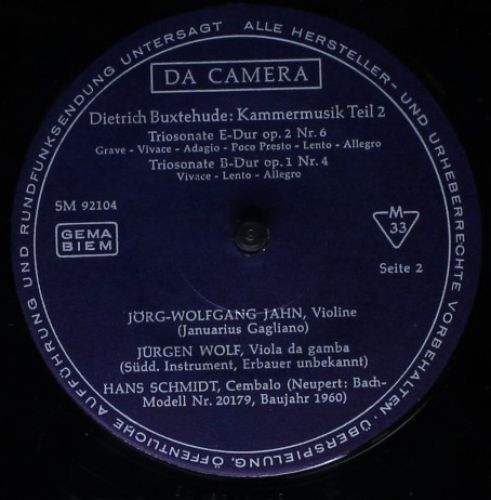 DA CAMERA
Dietrich Buxtehude: Kammermusik Teil 2
Triosonate E-Dur op. 2 Nr. 6
Grave - Vivace - Adagio - Poco Presto - Lento - Allegro
Triosonate B-Dur op. 1 Nr. 4
Vivace - Lento - Allegro
SM 92104
GEMA
BIEM
M
33
Seite 2
JÖRG-WOLFGANG JAHN, Violine
(Januarius Gagliano)
JÜRGEN WOLF, Viola da gamba
(Südd. Instrument, Erbauer unbekannt)
HANS SCHMIDT, Cembalo (Neupert: Bach-
Modell Nr. 20179, Baujahr 1960)
ALLE HERSTELLER- UND URHEBERRECHTE VORBEHALTEN · ÜBERSPIELUNG, ÖFFENTLICHE AUFFÜHRUNG UND RUNDFUNKSENDUNG UNTERSAGT